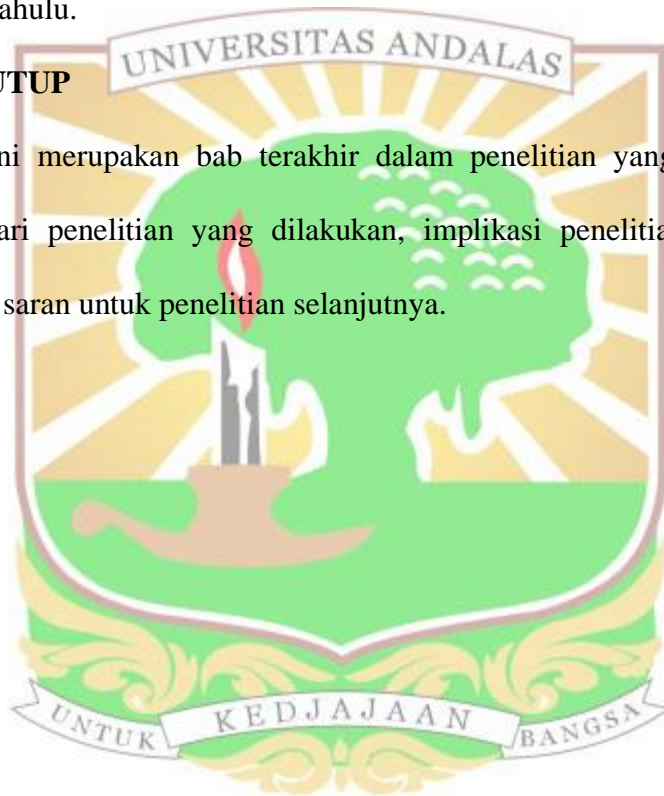 ahulu.
UNIVERSITAS ANDALAS
UTUP
ni merupakan bab terakhir dalam penelitian yang
ari penelitian yang dilakukan, implikasi penelitia
saran untuk penelitian selanjutnya.
UNTUK KEDJAJAAN BANGSA